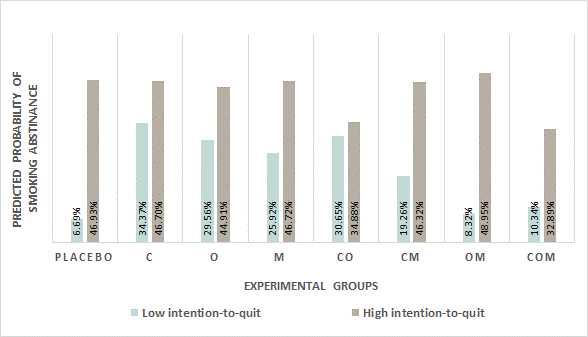 PREDICTED PROBABILITY OF
SMOKING ABSTINANCE
6.69% 46.93% 34.37% 46.70% 29.56% 44.91% 25.92% 46.72% 30.65% 34.88% 19.26% 46.32% 8.32% 48.95% 10.34% 32.89%
PLACEBO C O M CO CM OM COM
EXPERIMENTAL GROUPS
Low intention-to-quit High intention-to-quit